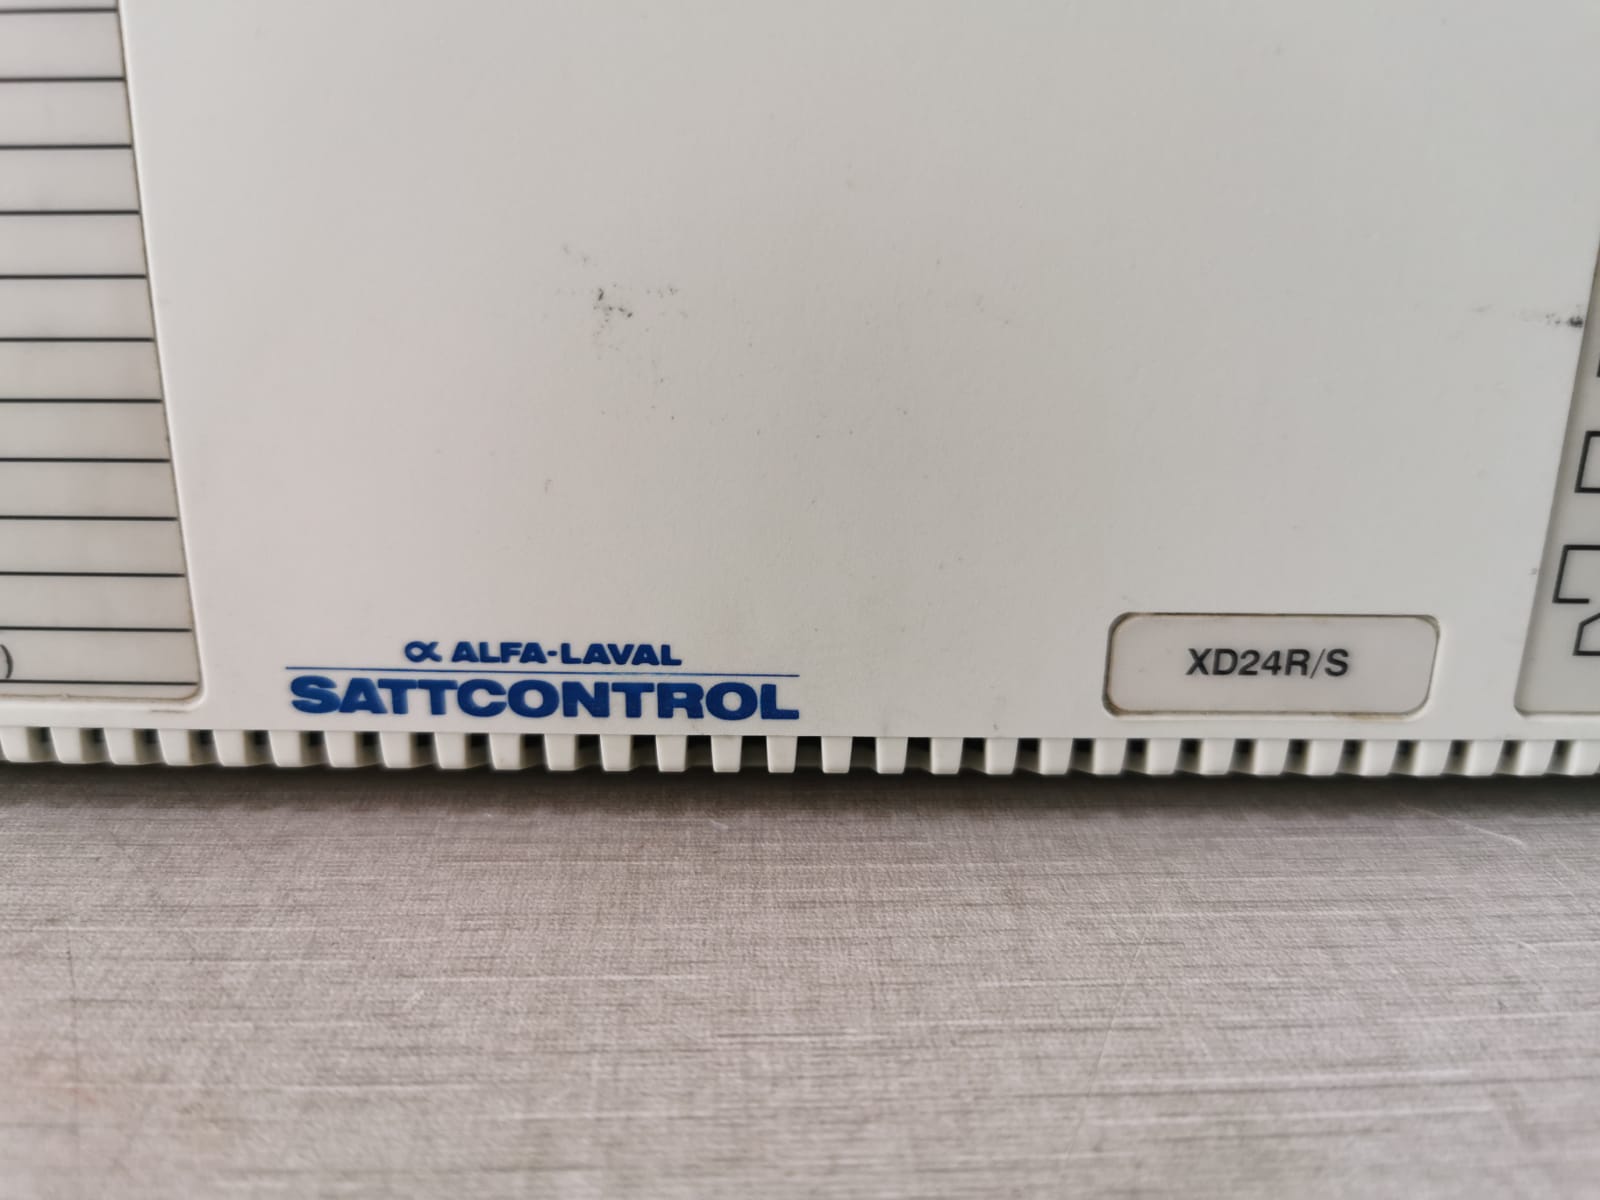 )
α ALFA-LAVAL
SATTCONTROL
XD24R/S